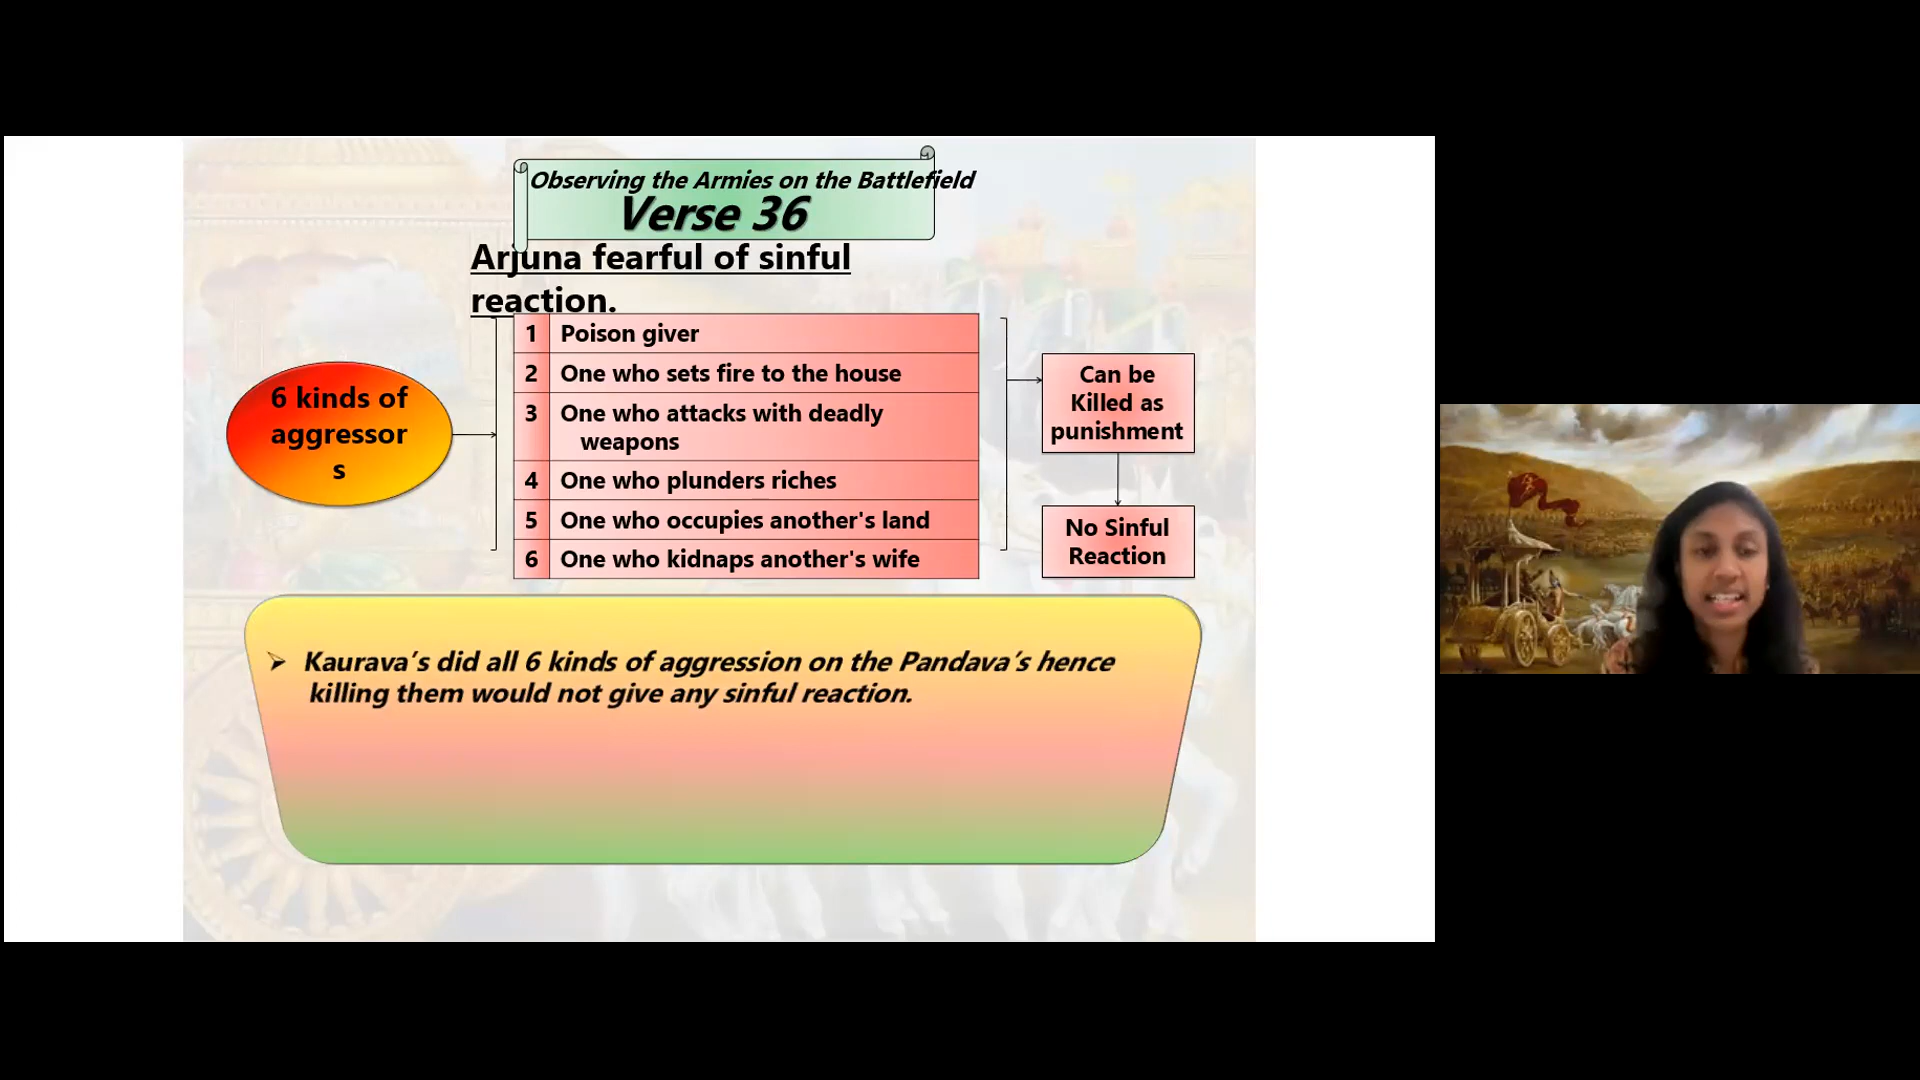 Observing the Armies on the Battlefield
Verse 36
Arjuna fearful of sinful
reaction.
6 kinds of
aggressor
s
1 Poison giver
2 One who sets fire to the house
3 One who attacks with deadly
weapons
4 One who plunders riches
5 One who occupies another's land
6 One who kidnaps another's wife
Can be
Killed as
punishment
No Sinful
Reaction
➢ Kaurava’s did all 6 kinds of aggression on the Pandava’s hence
killing them would not give any sinful reaction.